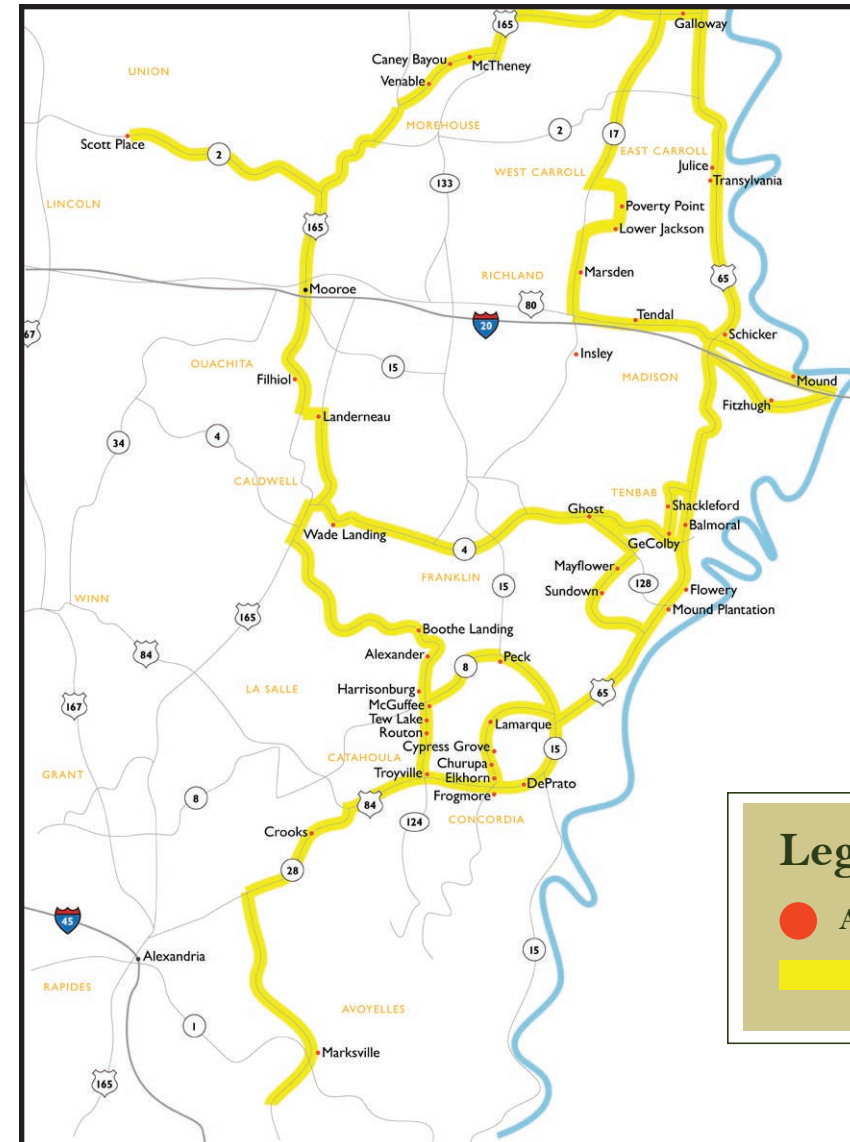 165
Galloway
Caney Bayou
McTheney
Venable
UNION
MOREHOUSE
2
17
Scott Place
2
EAST CARROLL
Julice
WEST CARROLL
Transylvania
133
LINCOLN
Poverty Point
165
Lower Jackson
RICHLAND
Marsden
65
Mooroe
80
20
Tendal
67
Schicker
Insley
OUACHITA
15
MADISON
Mound
Filhiol
Fitzhugh
Landerneau
34
4
CALDWELL
TENBAB
Ghost
Shackleford
Wade Landing
Balmoral
4
GeColby
Mayflower
FRANKLIN
15
128
Sundown
Flowery
WINN
Mound Plantation
165
Boothe Landing
84
Alexander
8
Peck
LA SALLE
Harrisonburg
65
167
McGuffee
Tew Lake
Lamarque
Routon
Cypress Grove
15
CATAHOULA
Churupa
GRANT
Troyville
Elkhorn
DePrato
8
84
Frogmore
124
CONCORDIA
Crooks
28
45
Alexandria
15
RAPIDES
AVOYELLES
1
Marksville
165
Leg
A